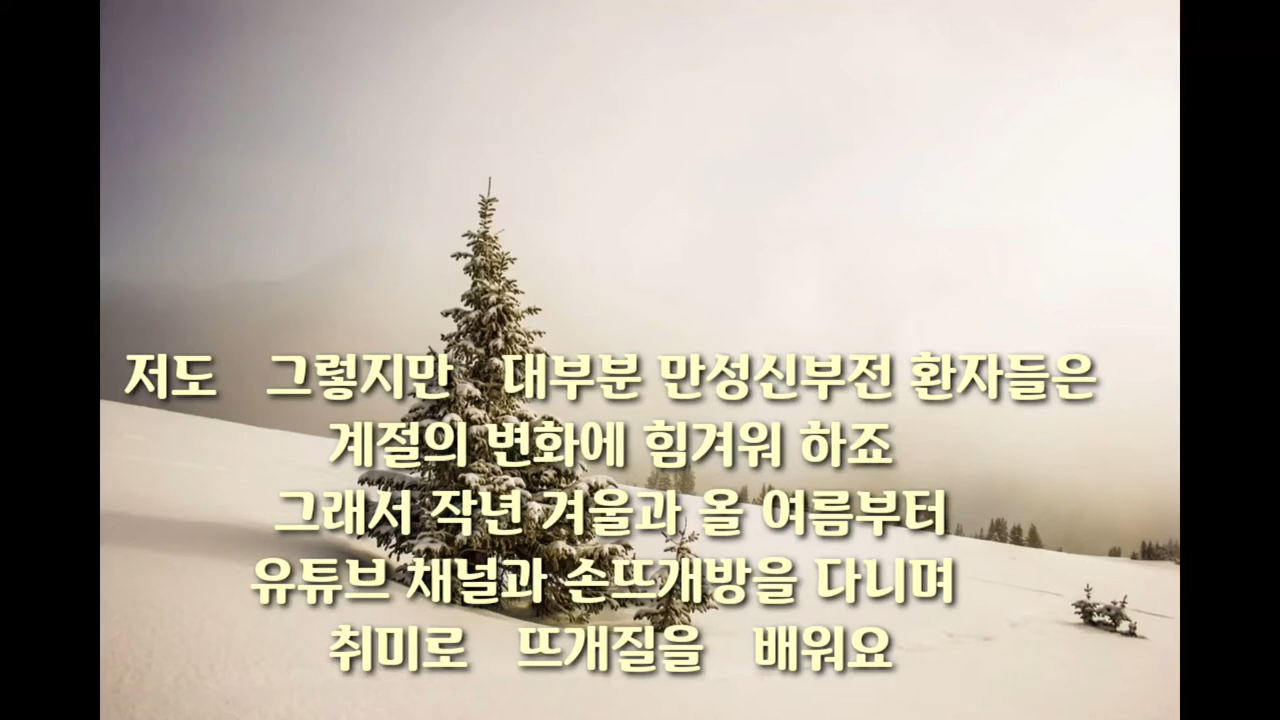 저도 그렇지만 대부분 만성신부전 환자들은
계절의 변화에 힘겨워 하죠
그래서 작년 겨울과 올 여름부터
유튜브 채널과 손뜨개방을 다니며
취미로 뜨개질을 배워요